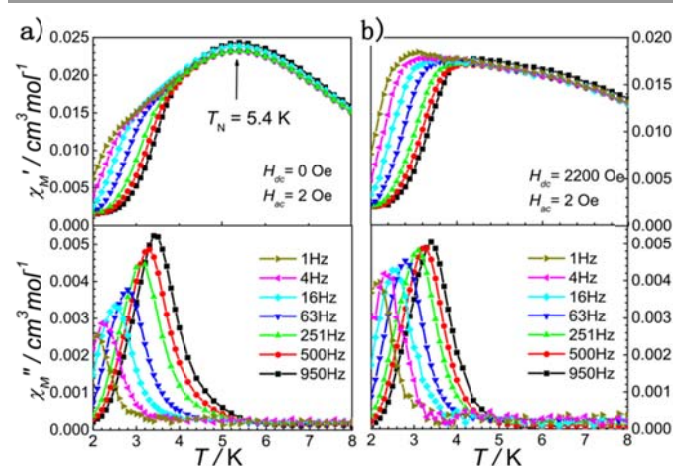 a)
0.025
0.020
0.015
0.010
0.005
0.000
χM' / cm³mol⁻¹
TN = 5.4 K
Hdc = 0 Oe
Hac = 2 Oe
b)
0.020
0.015
0.010
0.005
0.000
Hdc = 2200 Oe
Hac = 2 Oe
0.005
0.004
0.003
0.002
0.001
0.000
χM'' / cm³mol⁻¹
1Hz
4Hz
16Hz
63Hz
251Hz
500Hz
950Hz
2 3 4 5 6 7 8
T / K
1Hz
4Hz
16Hz
63Hz
251Hz
500Hz
950Hz
0.005
0.004
0.003
0.002
0.001
0.000
2 3 4 5 6 7 8
T / K